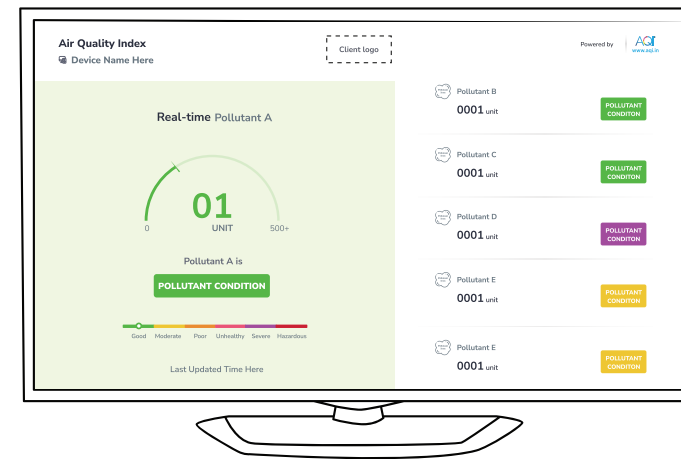 Air Quality Index
Device Name Here
Client logo
Powered by
AQI
www.aqi.in
Real-time Pollutant A
01
0 UNIT 500+
Pollutant A is
POLLUTANT CONDITION
Good Moderate Poor Unhealthy Severe Hazardous
Last Updated Time Here
Pollutant B
0001 unit
POLLUTANT
CONDITON
Pollutant C
0001 unit
POLLUTANT
CONDITON
Pollutant D
0001 unit
POLLUTANT
CONDITON
Pollutant E
0001 unit
POLLUTANT
CONDITON
Pollutant E
0001 unit
POLLUTANT
CONDITON